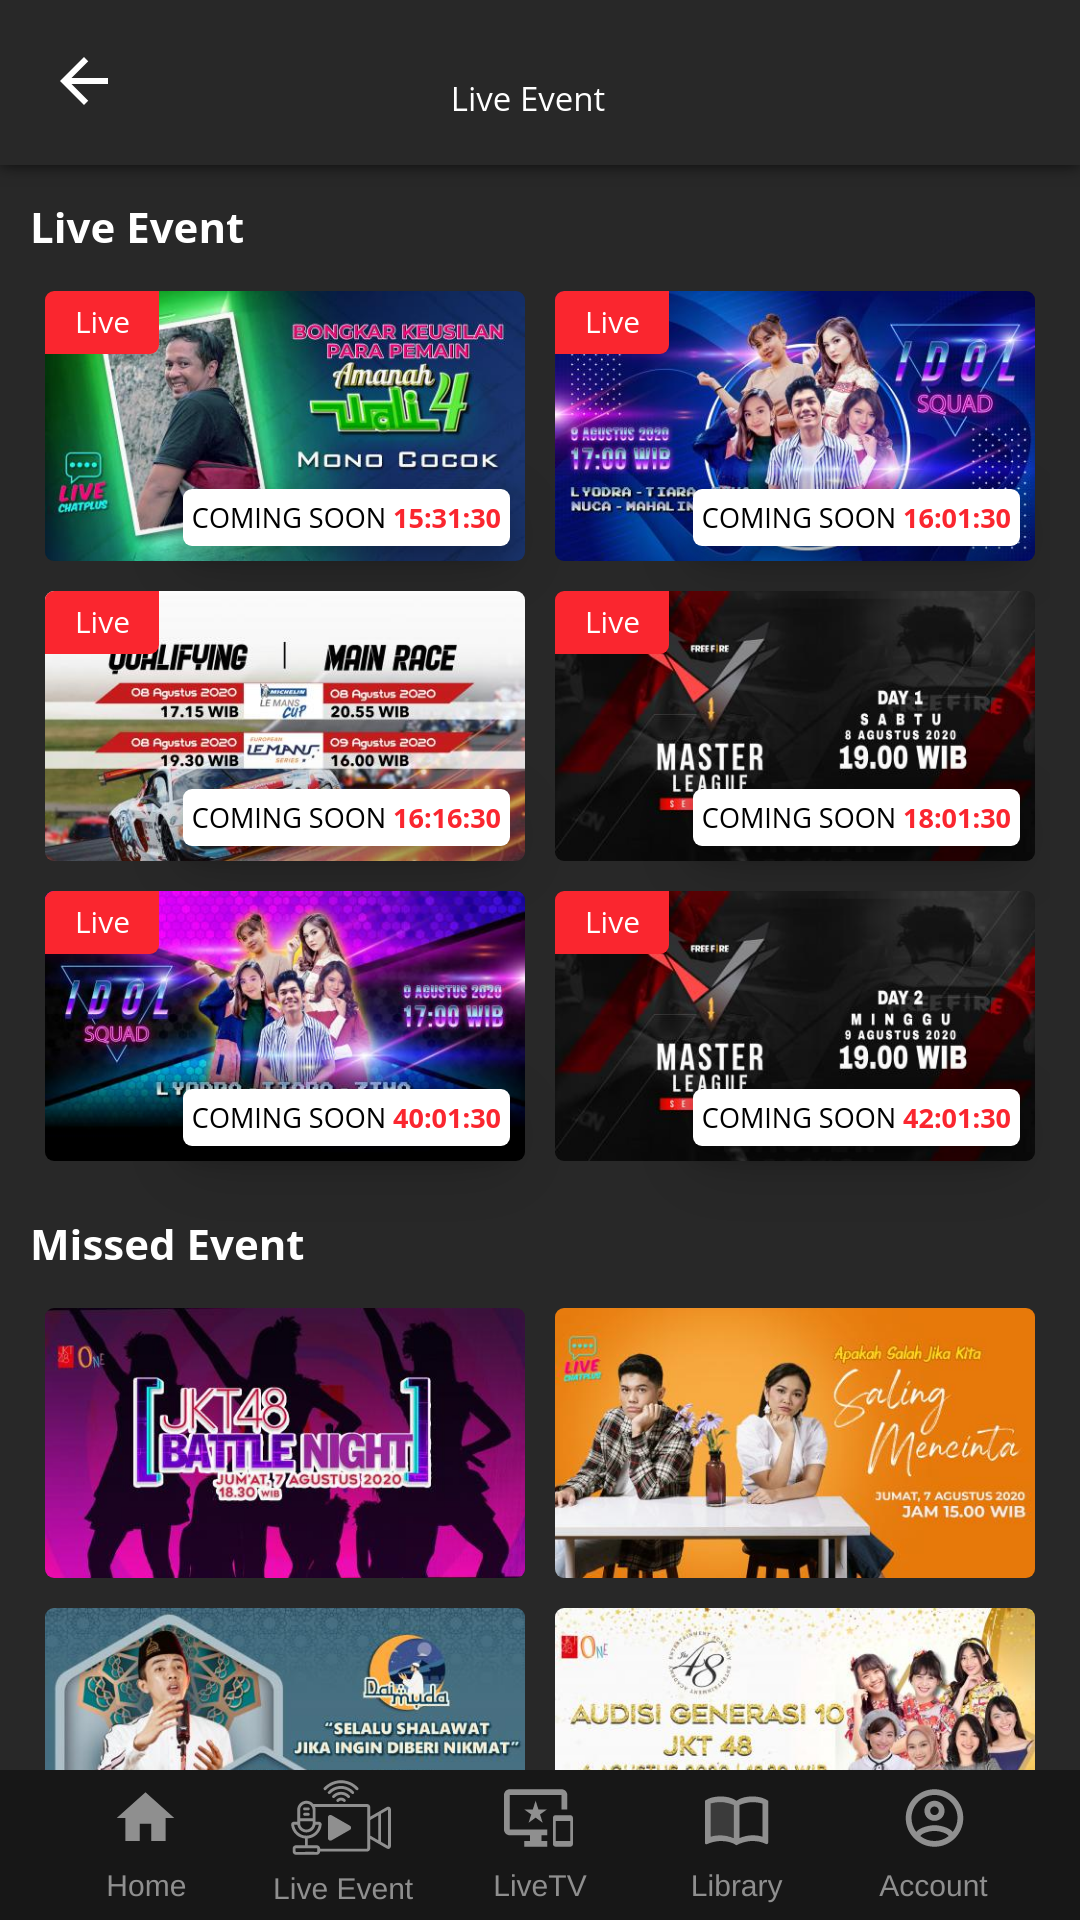 Live Event
Live Event
Live
BONGKAR KEUSILAN
PARA PEMAIN
Amanah
Wali 4
MONO COCOK
LIVE
CHATPLUS
COMING SOON 15:31:30
Live
IDOL
SQUAD
17:00 WIB
LYODRA - TIARA
NUCA - MAHALIN
COMING SOON 16:01:30
Live
QUALIFYING | MAIN RACE
08 Agustus 2020 MICHELIN 08 Agustus 2020
17.15 WIB LE MANS CUP 20.55 WIB
08 Agustus 2020 EUROPEAN 09 Agustus 2020
19.30 WIB LEMANS SERIES 16.00 WIB
COMING SOON 16:16:30
Live
FREE FIRE
MASTER
LEAGUE
DAY 1
SABTU
8 AGUSTUS 2020
19.00 WIB
COMING SOON 18:01:30
Live
IDOL
SQUAD
9 AGUSTUS 2020
17:00 WIB
LYODRA - TIARA - ZIVA
COMING SOON 40:01:30
Live
FREE FIRE
MASTER
LEAGUE
DAY 2
MINGGU
9 AGUSTUS 2020
19.00 WIB
COMING SOON 42:01:30
Missed Event
JKT48 ONE
JKT48
BATTLE NIGHT
JUM'AT, 7 AGUSTUS 2020
18.30 WIB
LIVE
CHATPLUS
Apakah Salah Jika Kita
Saling
Mencinta
JUMAT, 7 AGUSTUS 2020
JAM 15.00 WIB
Dai muda
“SELALU SHALAWAT
JIKA INGIN DIBERI NIKMAT”
ONE
48
AUDISI GENERASI 10
JKT 48
Home
Live Event
LiveTV
Library
Account